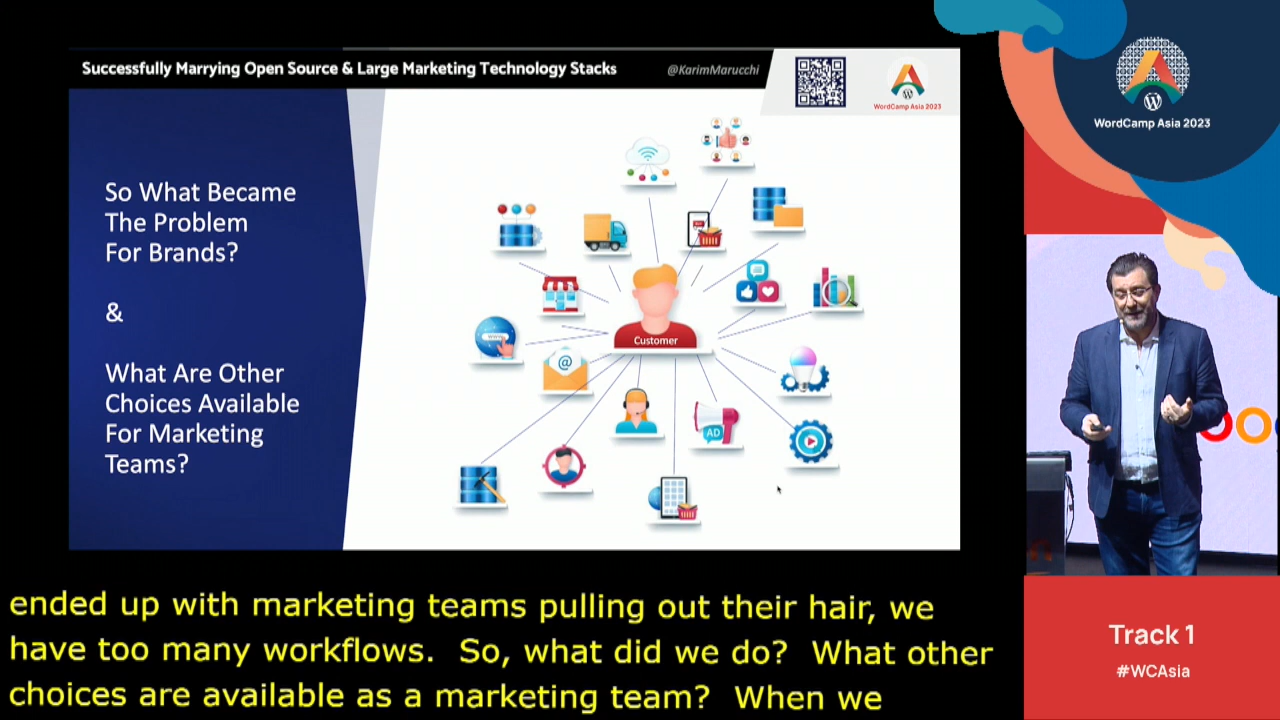 Successfully Marrying Open Source & Large Marketing Technology Stacks
@KarimMarucchi
WordCamp Asia 2023
WordCamp Asia 2023
So What Became
The Problem
For Brands?
&
What Are Other
Choices Available
For Marketing
Teams?
www
@
Customer
AD
ended up with marketing teams pulling out their hair, we
have too many workflows.  So, what did we do?  What other
choices are available as a marketing team?  When we
Track 1
#WCAsia